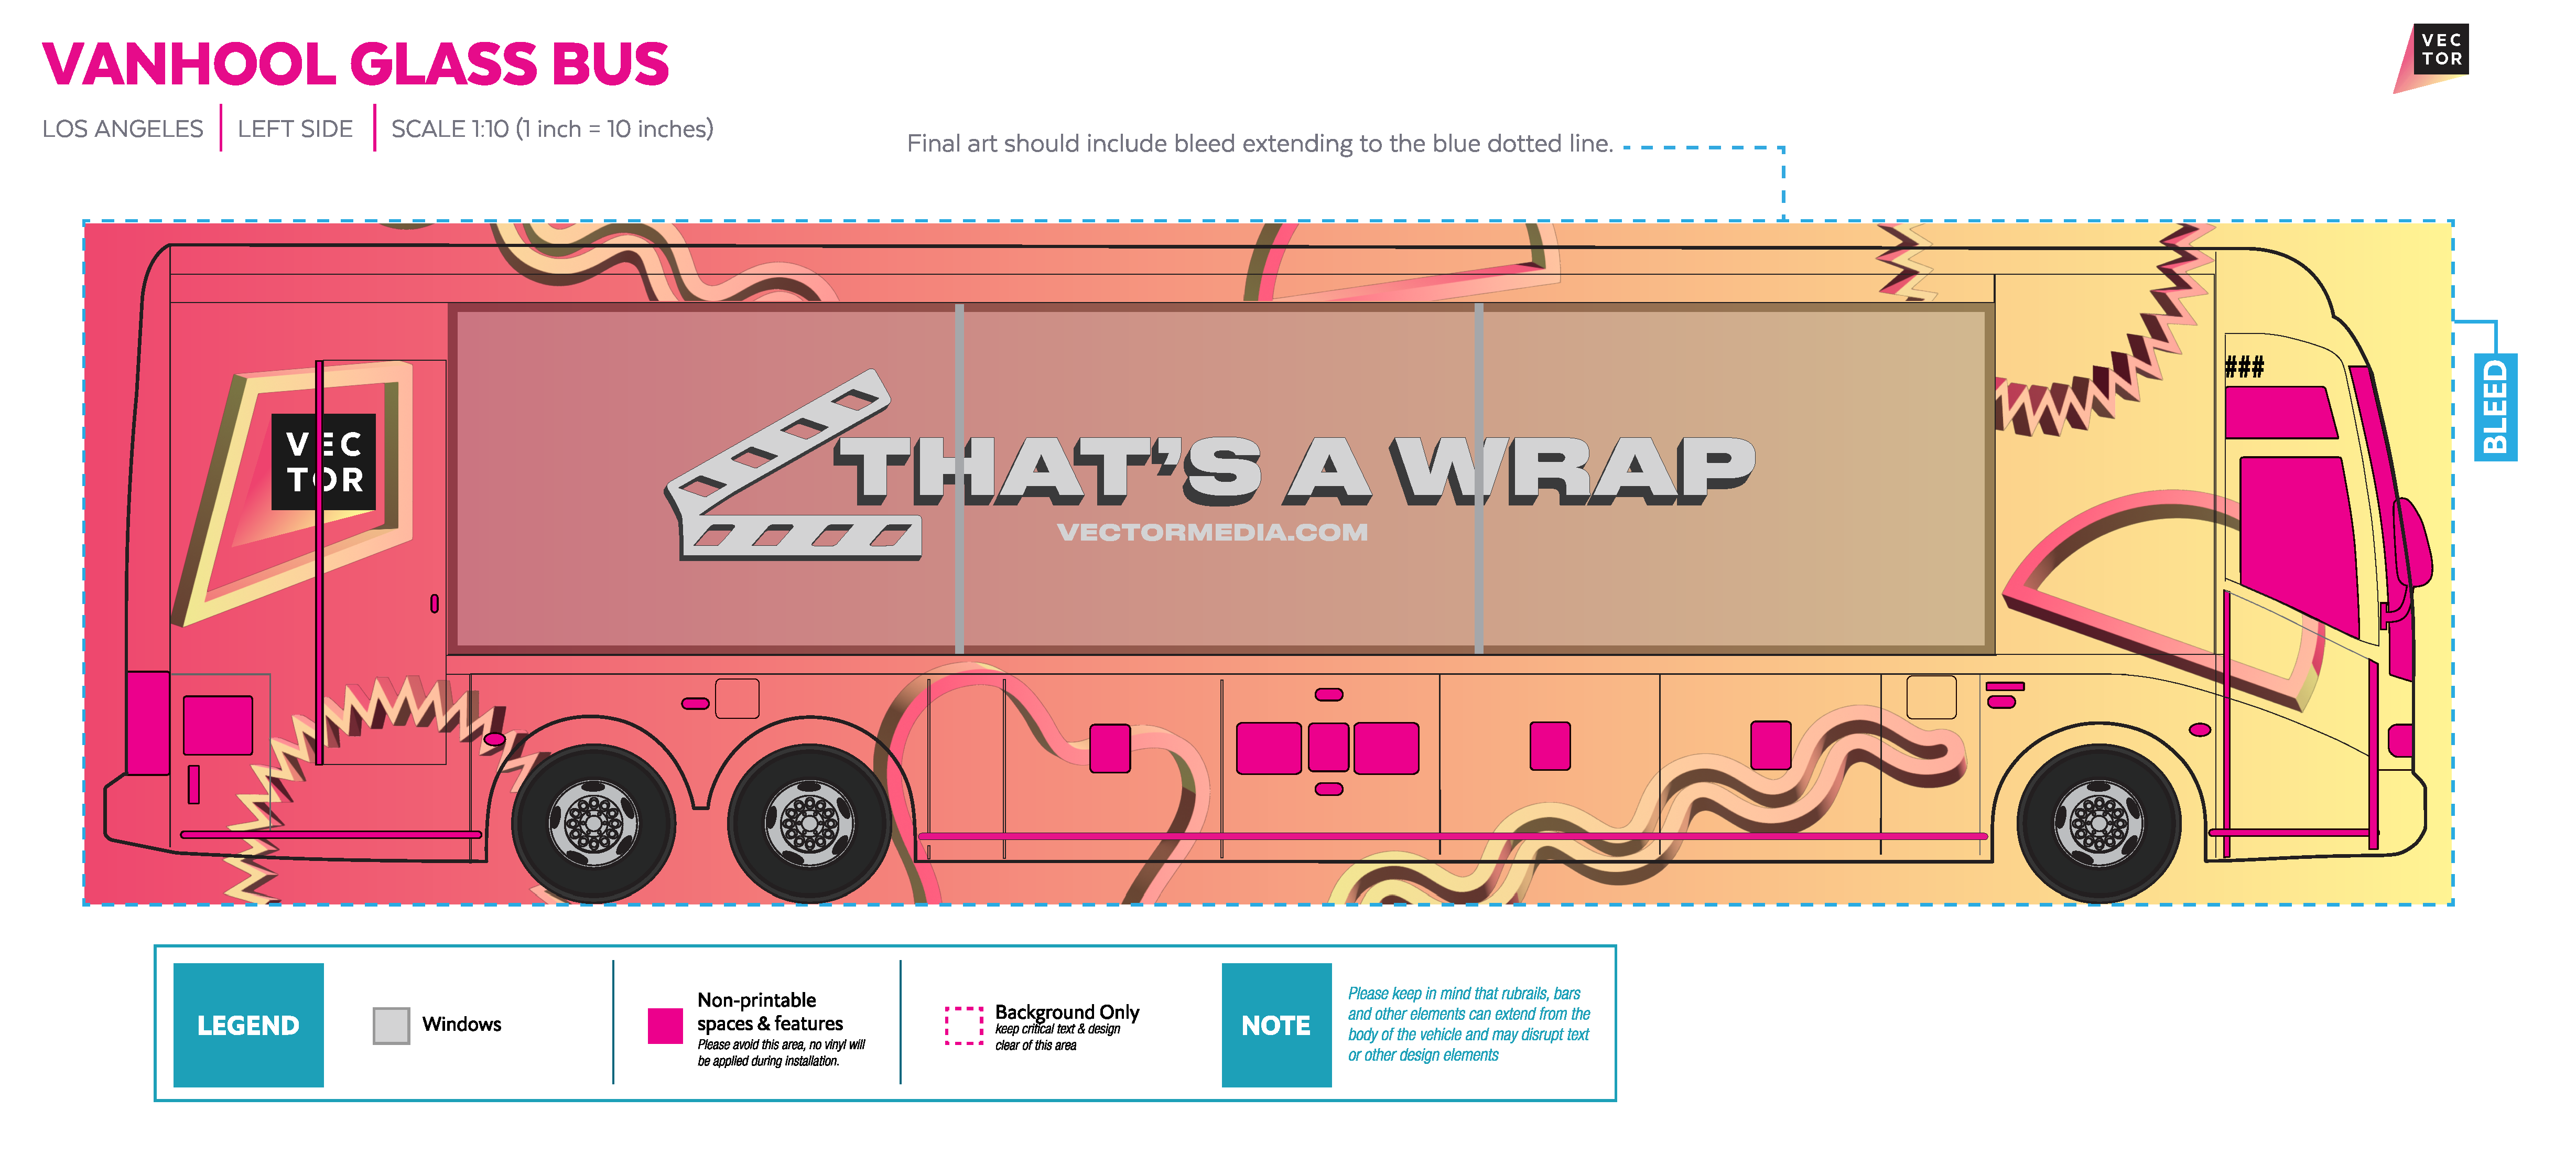 VANHOOL GLASS BUS
LOS ANGELES | LEFT SIDE | SCALE 1:10 (1 inch = 10 inches)
VEC
TOR
Final art should include bleed extending to the blue dotted line.
BLEED
###
VEC
TOR
THAT'S A WRAP
VECTORMEDIA.COM
LEGEND
Windows
Non-printable
spaces & features
Please avoid this area, no vinyl will
be applied during installation.
Background Only
keep critical text & design
clear of this area
NOTE
Please keep in mind that rubrails, bars
and other elements can extend from the
body of the vehicle and may disrupt text
or other design elements